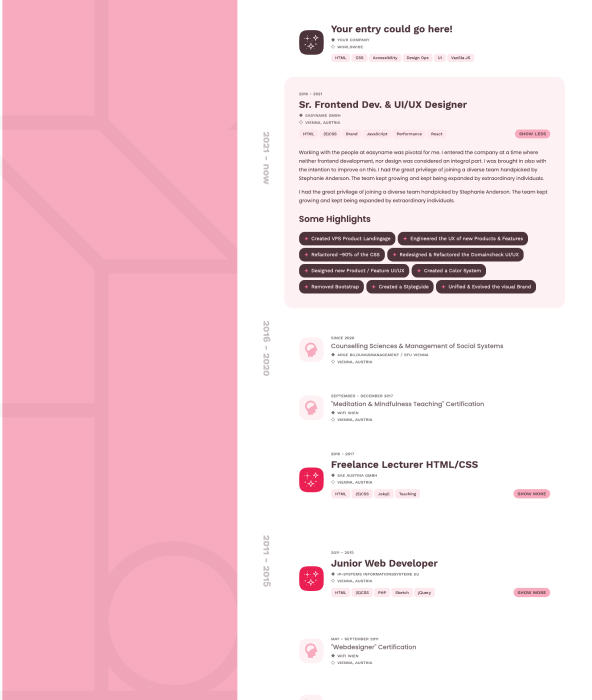 Your entry could go here!
YOUR COMPANY
WORLDWIDE
HTML CSS Accessibility Design Ops UI Vanilla JS
2021 - now
2016 - 2021
Sr. Frontend Dev. & UI/UX Designer
EASYNAME GMBH
VIENNA, AUSTRIA
HTML (S)CSS Brand JavaScript Performance React SHOW LESS
Working with the people at easyname was pivotal for me. I entered the company at a time where
neither frontend development, nor design was considered an integral part. I was brought in also with
the intention to improve on this. I had the great privilege of joining a diverse team handpicked by
Stephanie Anderson. The team kept growing and kept being expanded by extraordinary individuals.
I had the great privilege of joining a diverse team handpicked by Stephanie Anderson. The team kept
growing and kept being expanded by extraordinary individuals.
Some Highlights
Created VPS Product Landingpage Engineered the UX of new Products & Features
Refactored ~90% of the CSS Redesigned & Refactored the Domaincheck UI/UX
Designed new Product / Feature UI/UX Created a Color System
Removed Bootstrap Created a Styleguide Unified & Evolved the visual Brand
2016 - 2020
SINCE 2020
Counselling Sciences & Management of Social Systems
ARGE BILDUNGSMANAGEMENT / SFU VIENNA
VIENNA, AUSTRIA
SEPTEMBER - DECEMBER 2017
"Meditation & Mindfulness Teaching" Certification
WIFI WIEN
VIENNA, AUSTRIA
2016 - 2017
Freelance Lecturer HTML/CSS
SAE AUSTRIA GMBH
VIENNA, AUSTRIA
HTML (S)CSS Jekyll Teaching SHOW MORE
2011 - 2015
2011 - 2015
Junior Web Developer
IP-SYSTEMS INFORMATIONSSYSTEME EU
VIENNA, AUSTRIA
HTML (S)CSS PHP Sketch jQuery SHOW MORE
MAY - SEPTEMBER 2011
"Webdesigner" Certification
WIFI WIEN
VIENNA, AUSTRIA